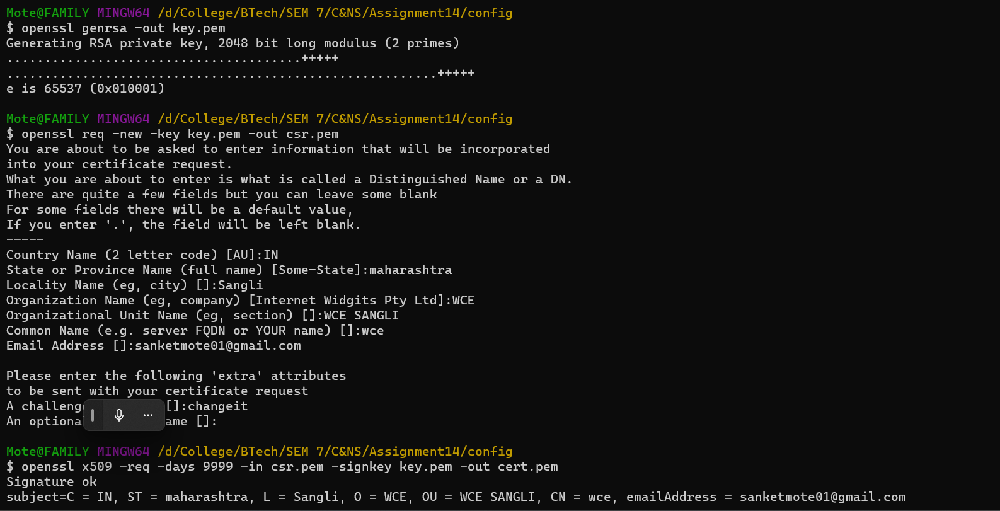 Mote@FAMILY MINGW64 /d/College/BTech/SEM 7/C&NS/Assignment14/config
$ openssl genrsa -out key.pem
Generating RSA private key, 2048 bit long modulus (2 primes)
.......................................+++++
.........................................................+++++
e is 65537 (0x010001)
Mote@FAMILY MINGW64 /d/College/BTech/SEM 7/C&NS/Assignment14/config
$ openssl req -new -key key.pem -out csr.pem
You are about to be asked to enter information that will be incorporated
into your certificate request.
What you are about to enter is what is called a Distinguished Name or a DN.
There are quite a few fields but you can leave some blank
For some fields there will be a default value,
If you enter '.', the field will be left blank.
-----
Country Name (2 letter code) [AU]:IN
State or Province Name (full name) [Some-State]:maharashtra
Locality Name (eg, city) []:Sangli
Organization Name (eg, company) [Internet Widgits Pty Ltd]:WCE
Organizational Unit Name (eg, section) []:WCE SANGLI
Common Name (e.g. server FQDN or YOUR name) []:wce
Email Address []:sanketmote01@gmail.com
Please enter the following 'extra' attributes
to be sent with your certificate request
A []:changeit
An []:
Mote@FAMILY MINGW64 /d/College/BTech/SEM 7/C&NS/Assignment14/config
$ openssl x509 -req -days 9999 -in csr.pem -signkey key.pem -out cert.pem
Signature ok
subject=C = IN, ST = maharashtra, L = Sangli, O = WCE, OU = WCE SANGLI, CN = wce, emailAddress = sanketmote01@gmail.com